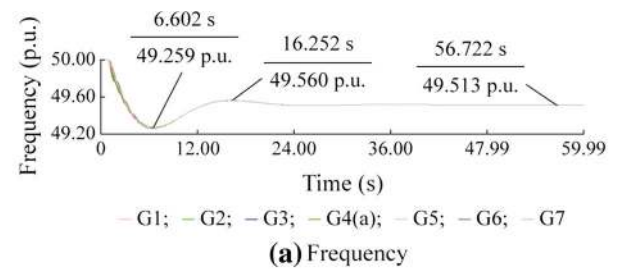 6.602 s
49.259 p.u.
16.252 s
49.560 p.u.
56.722 s
49.513 p.u.
Frequency (p.u.)
50.00
49.60
49.20
0 12.00 24.00 36.00 47.99 59.99
Time (s)
G1; G2; G3; G4(a); G5; G6; G7
(a) Frequency